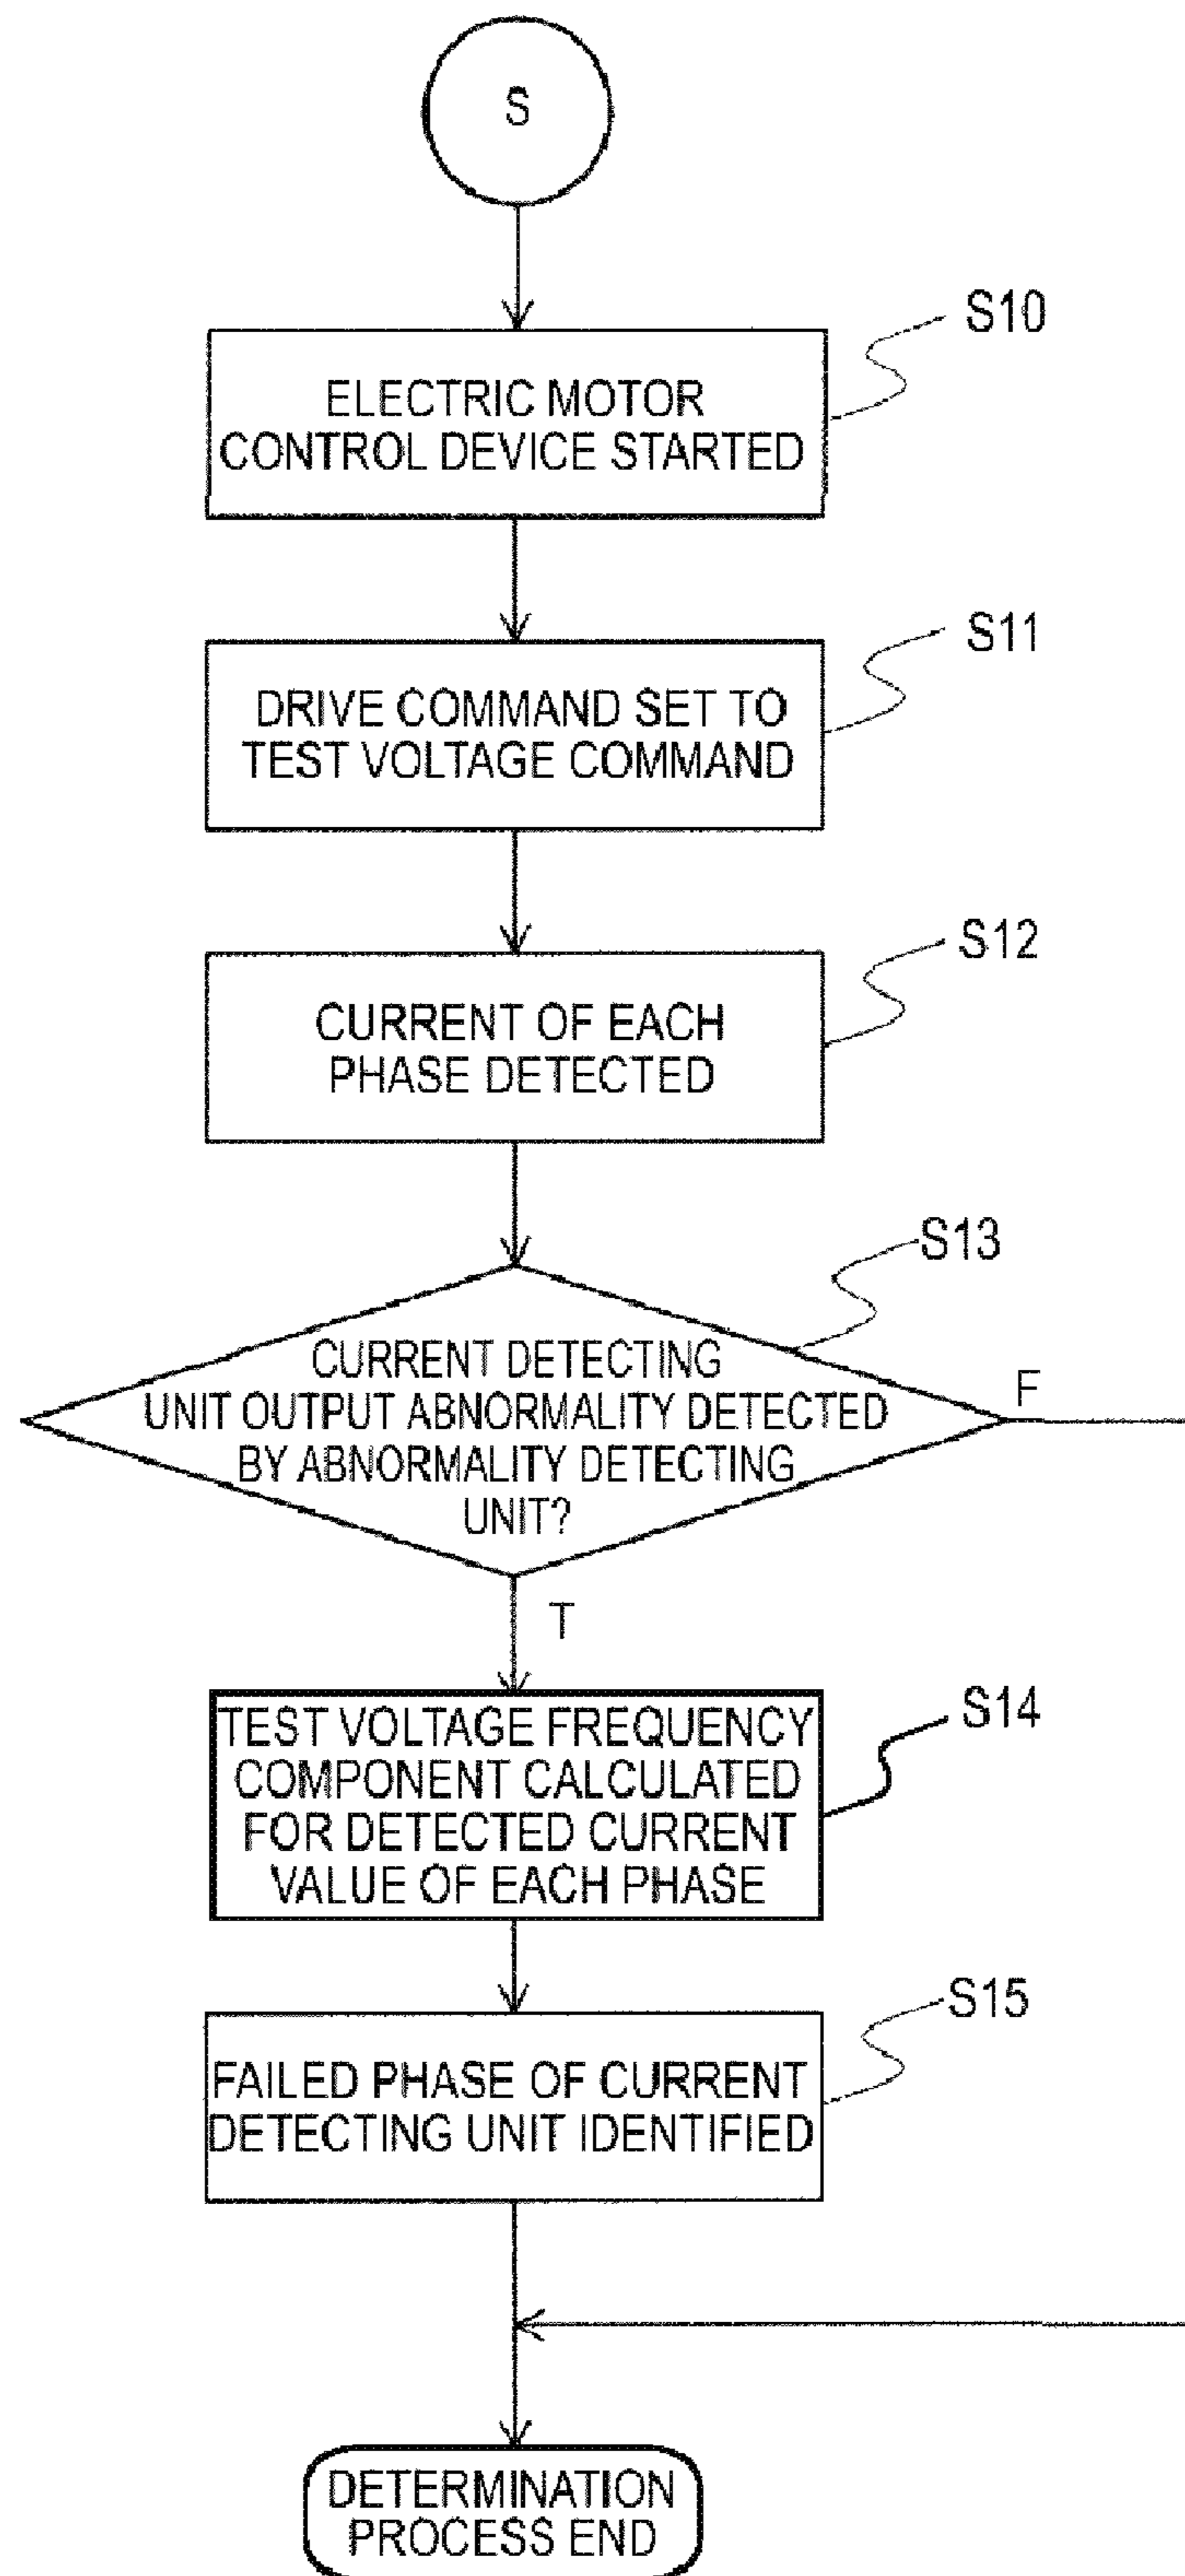 S
S10
ELECTRIC MOTOR
CONTROL DEVICE STARTED
S11
DRIVE COMMAND SET TO
TEST VOLTAGE COMMAND
S12
CURRENT OF EACH
PHASE DETECTED
S13
CURRENT DETECTING
UNIT OUTPUT ABNORMALITY DETECTED
BY ABNORMALITY DETECTING
UNIT?
F
T
S14
TEST VOLTAGE FREQUENCY
COMPONENT CALCULATED
FOR DETECTED CURRENT
VALUE OF EACH PHASE
S15
FAILED PHASE OF CURRENT
DETECTING UNIT IDENTIFIED
DETERMINATION
PROCESS END